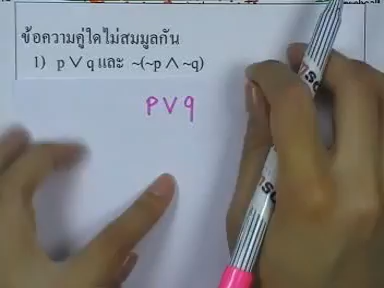 ข้อความคู่ใดไม่สมมูลกัน
1) p ∨ q และ ~(~p ∧ ~q)
p ∨ q